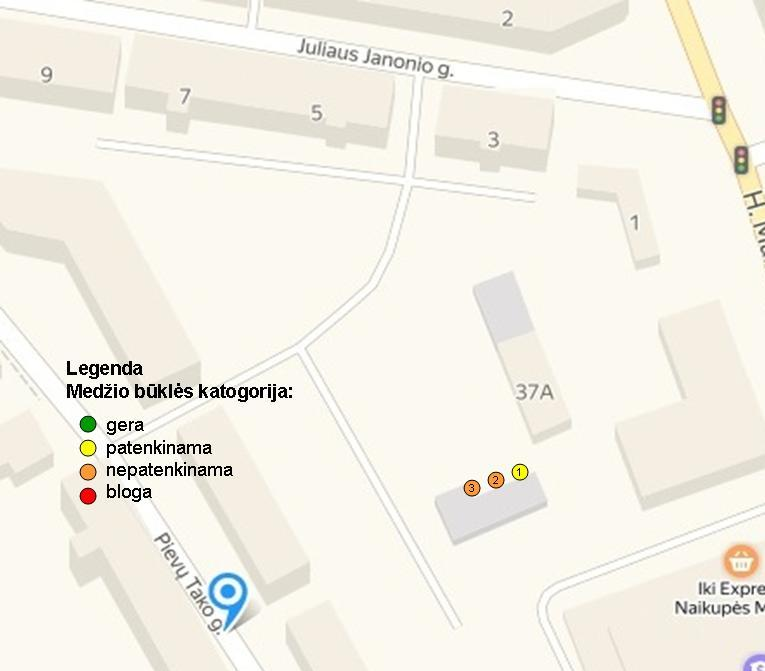 2
Juliaus Janonio g.
9
7
5
3
1
H. Ma
37A
Legenda
Medžio būklės katogorija:
gera
patenkinama
nepatenkinama
bloga
1
2
3
Pievų Tako g.
Iki Expre
Naikupės M